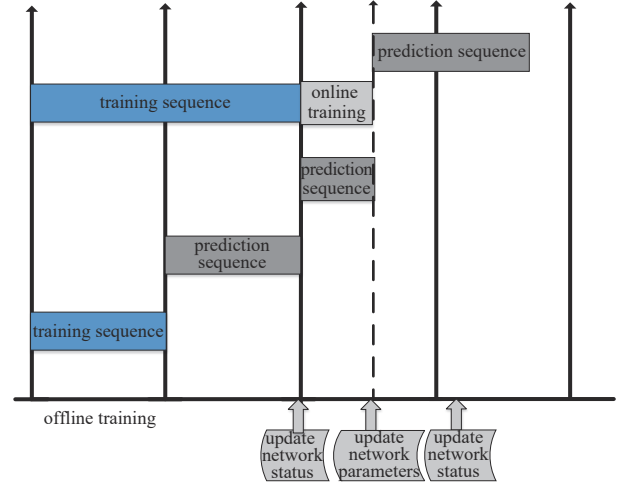 prediction sequence
training sequence
online
training
prediction
sequence
prediction
sequence
training sequence
offline training
update
network
status
update
network
parameters
update
network
status